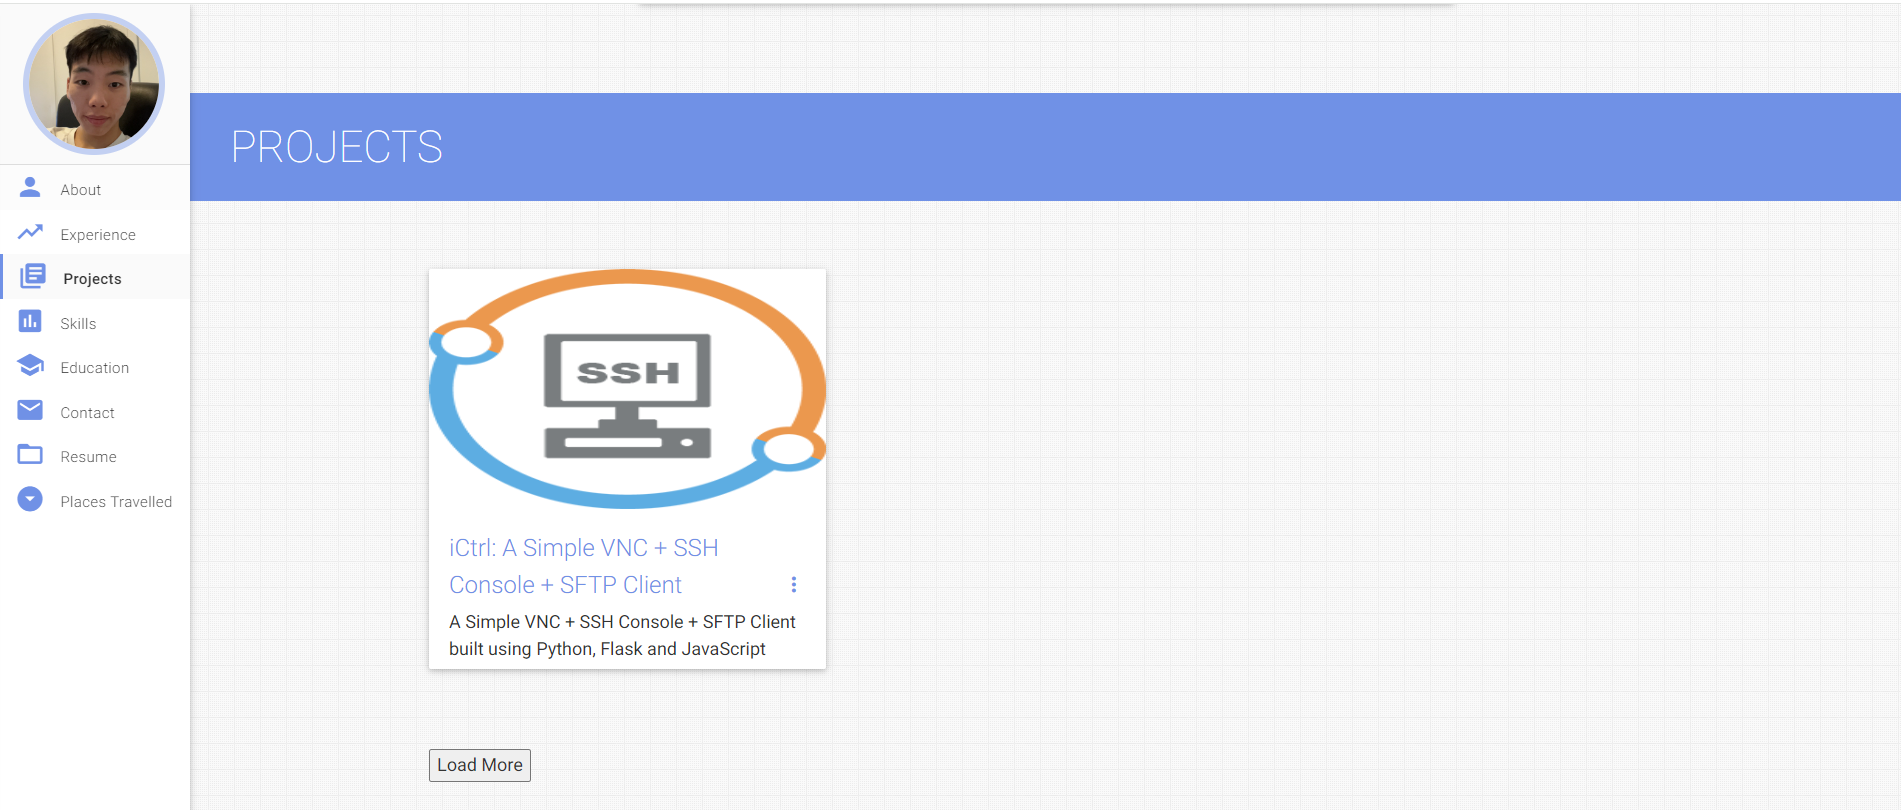 About
Experience
Projects
Skills
Education
Contact
Resume
Places Travelled
PROJECTS
SSH
iCtrl: A Simple VNC + SSH
Console + SFTP Client
A Simple VNC + SSH Console + SFTP Client
built using Python, Flask and JavaScript
Load More